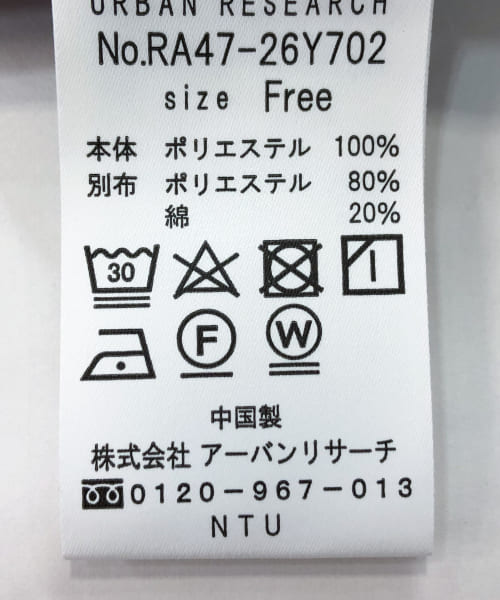 URBAN RESEARCH
No.RA47-26Y702
size Free
本体 ポリエステル 100%
別布 ポリエステル 80%
綿 20%
30
F W
中国製
株式会社 アーバンリサーチ
0120-967-013
NTU